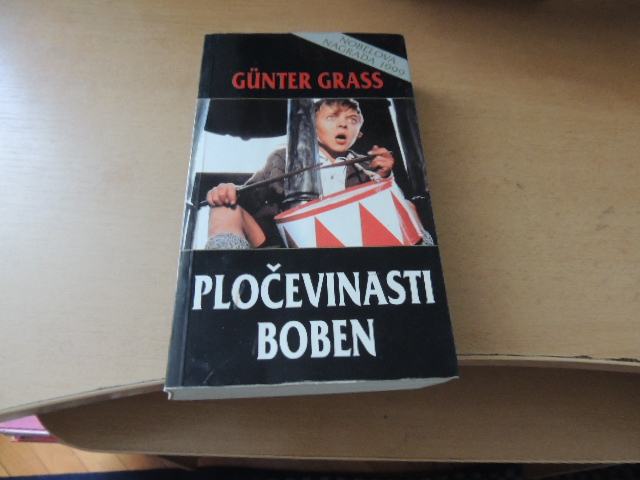 NOBELOVA
NAGRADA 1999
GÜNTER GRASS
PLOČEVINASTI
BOBEN